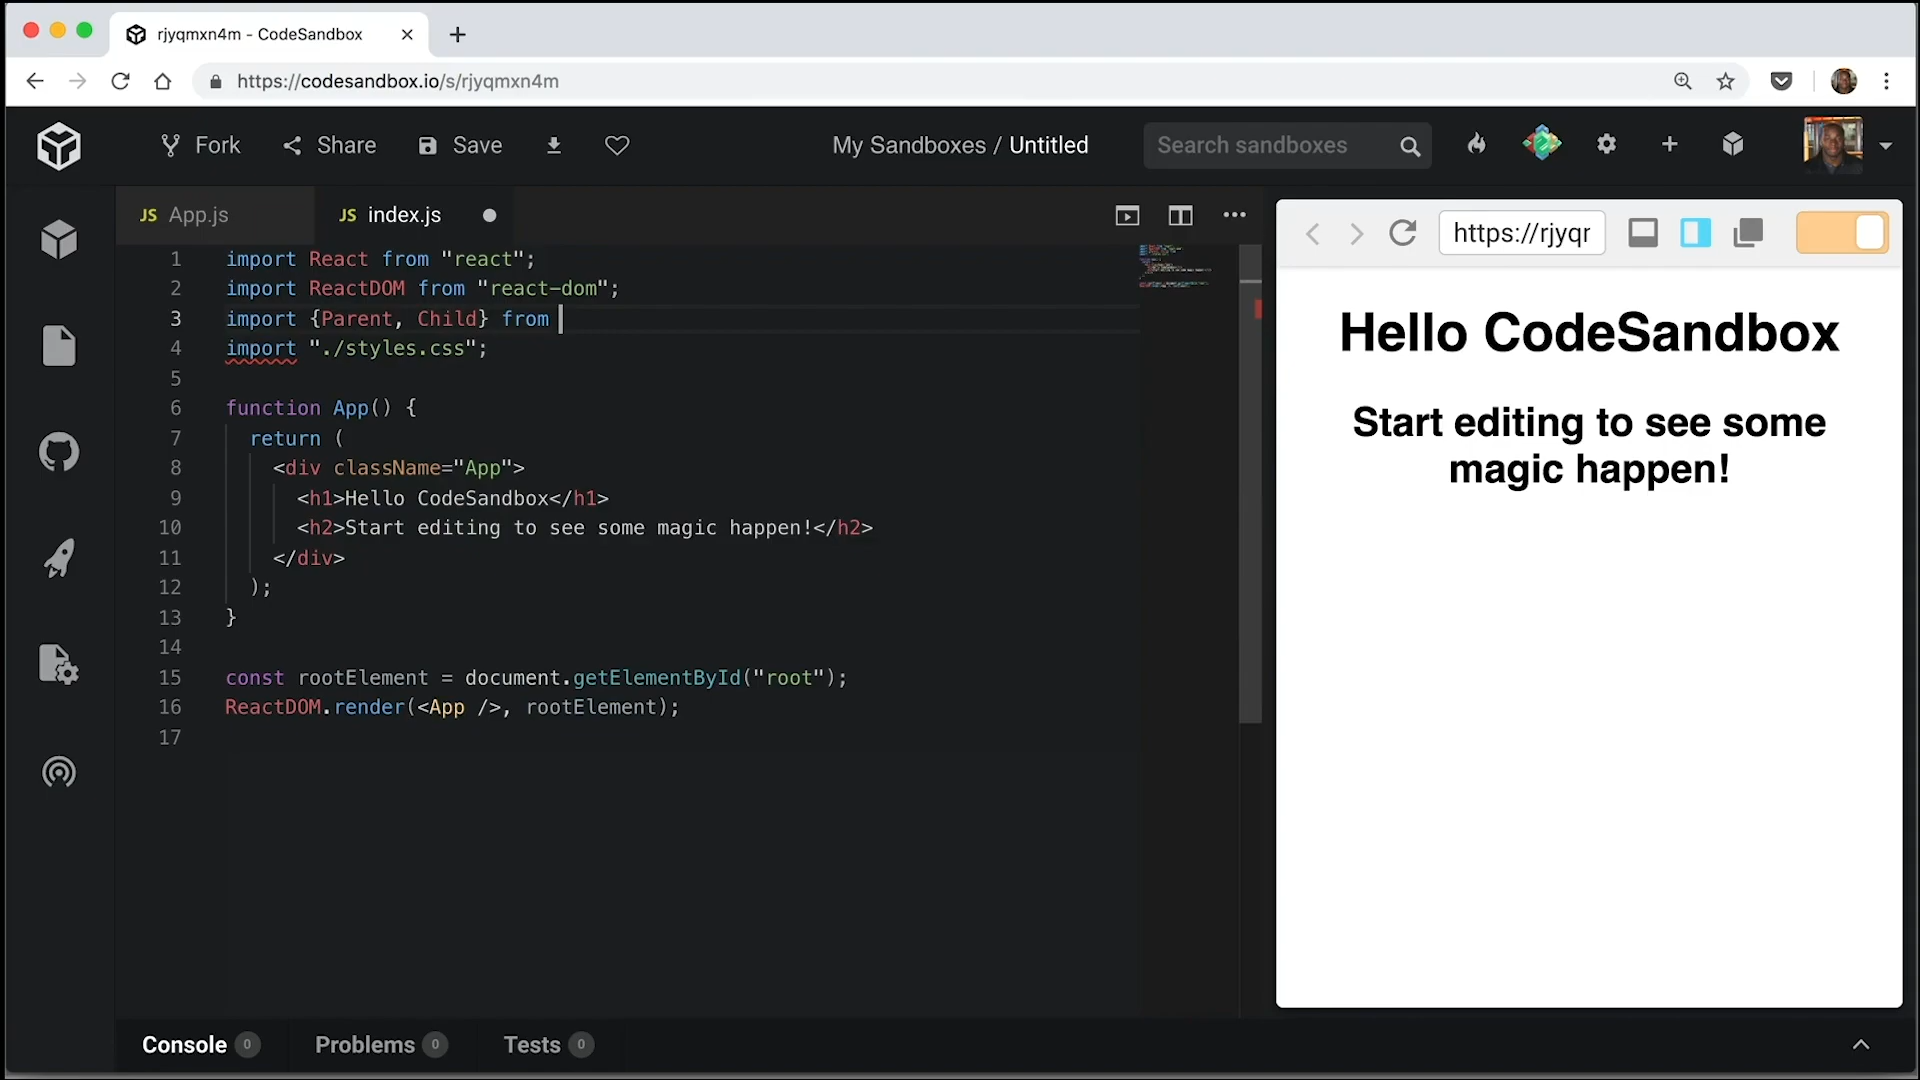 rjyqmxn4m - CodeSandbox
https://codesandbox.io/s/rjyqmxn4m
Fork
Share
Save
My Sandboxes / Untitled
Search sandboxes
JS App.js
JS index.js
1 import React from "react";
2 import ReactDOM from "react-dom";
3 import {Parent, Child} from
4 import "./styles.css";
5
6 function App() {
7 return (
8 <div className="App">
9 <h1>Hello CodeSandbox</h1>
10 <h2>Start editing to see some magic happen!</h2>
11 </div>
12 );
13 }
14
15 const rootElement = document.getElementById("root");
16 ReactDOM.render(<App />, rootElement);
17
https://rjyqr
Hello CodeSandbox
Start editing to see some
magic happen!
Console 0
Problems 0
Tests 0